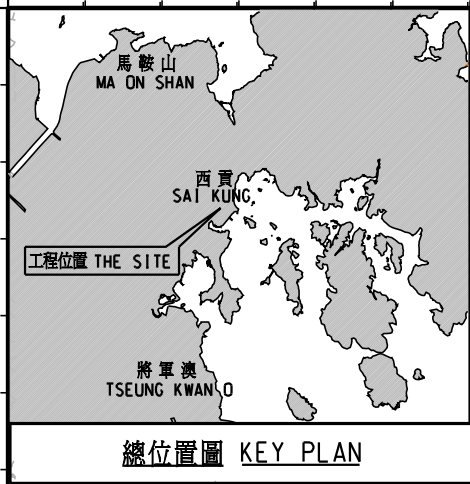 馬鞍山
MA ON SHAN
西貢
SAI KUNG
工程位置 THE SITE
將軍澳
TSEUNG KWAN O
總位置圖 KEY PLAN